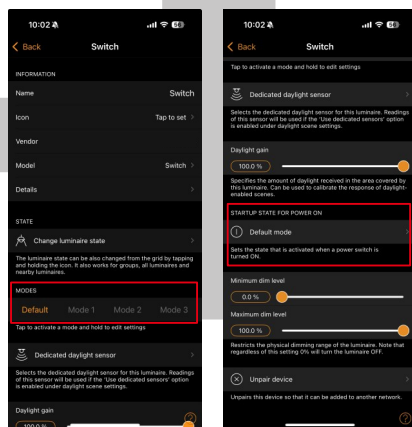 10:02
60
Back
Switch
INFORMATION
Name
Switch
Icon
Tap to set
Vendor
Model
Switch
Details
STATE
Change luminaire state
The luminaire state can be also changed from the grid by tapping
and holding the icon. It also works for groups, all luminaires and
nearby luminaires.
MODES
Default Mode 1 Mode 2 Mode 3
Tap to activate a mode and hold to edit settings
Dedicated daylight sensor
Selects the dedicated daylight sensor for this luminaire. Readings
of this sensor will be used if the 'Use dedicated sensors' option
is enabled under daylight scene settings.
Daylight gain
100.0 %
10:02
60
Back
Switch
Tap to activate a mode and hold to edit settings
Dedicated daylight sensor
Selects the dedicated daylight sensor for this luminaire. Readings
of this sensor will be used if the 'Use dedicated sensors' option
is enabled under daylight scene settings.
Daylight gain
100.0 %
Specifies the amount of daylight received in the area covered by
this luminaire. Can be used to calibrate the response of daylight-
enabled scenes.
STARTUP STATE FOR POWER ON
Default mode
Sets the state that is activated when a power switch is
turned ON.
Minimum dim level
0.0 %
Maximum dim level
100.0 %
Restricts the physical dimming range of the luminaire. Note that
regardless of this setting 0% will turn the luminaire OFF.
Unpair device
Unpairs this device so that it can be added to another network.